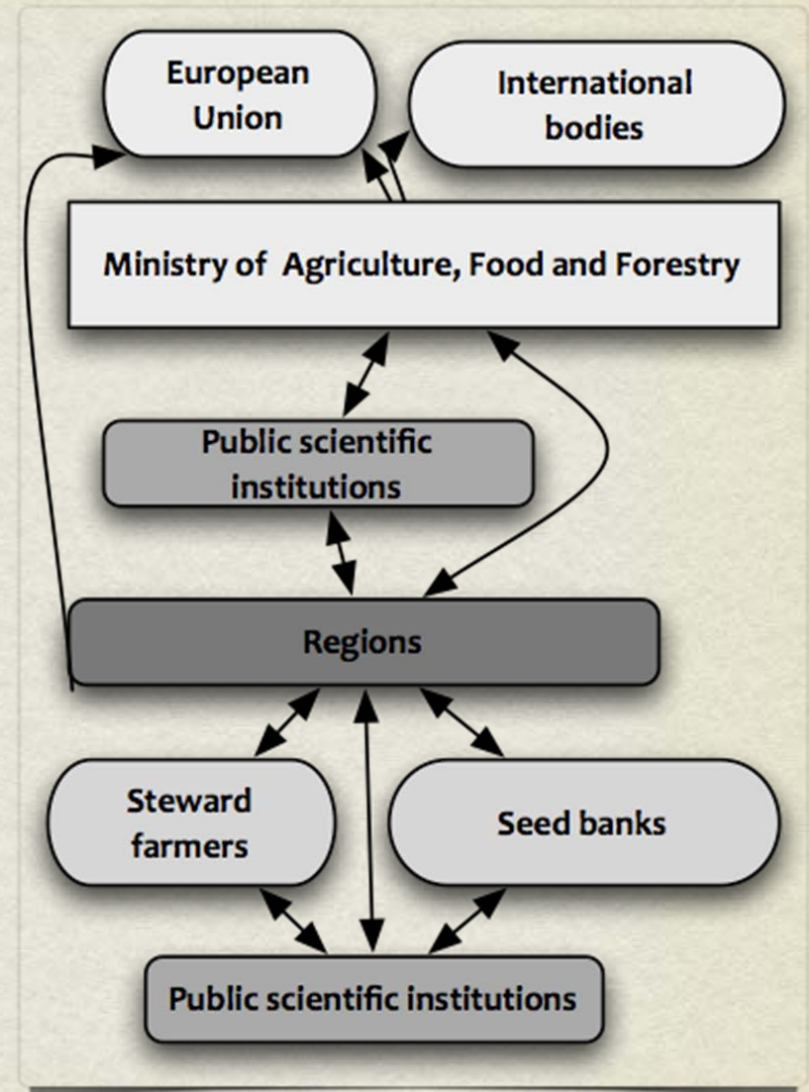 European
Union
International
bodies
Ministry of Agriculture, Food and Forestry
Public scientific
institutions
Regions
Steward
farmers
Seed banks
Public scientific institutions